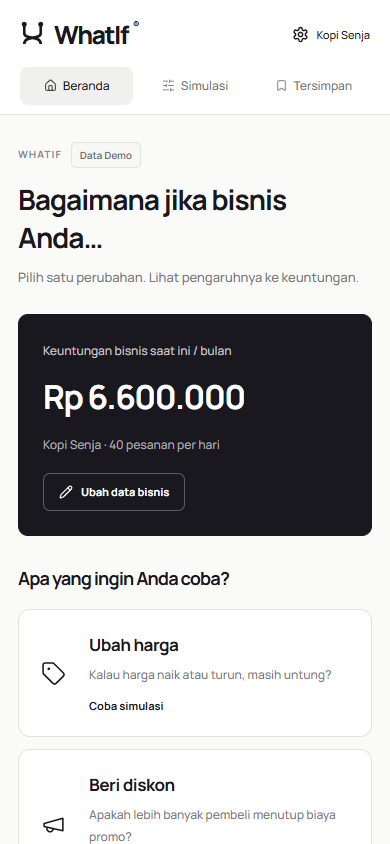 WhatIf
Kopi Senja
Beranda
Simulasi
Tersimpan
WHATIF
Data Demo
Bagaimana jika bisnis
Anda...
Pilih satu perubahan. Lihat pengaruhnya ke keuntungan.
Keuntungan bisnis saat ini / bulan
Rp 6.600.000
Kopi Senja · 40 pesanan per hari
Ubah data bisnis
Apa yang ingin Anda coba?
Ubah harga
Kalau harga naik atau turun, masih untung?
Coba simulasi
Beri diskon
Apakah lebih banyak pembeli menutup biaya
promo?